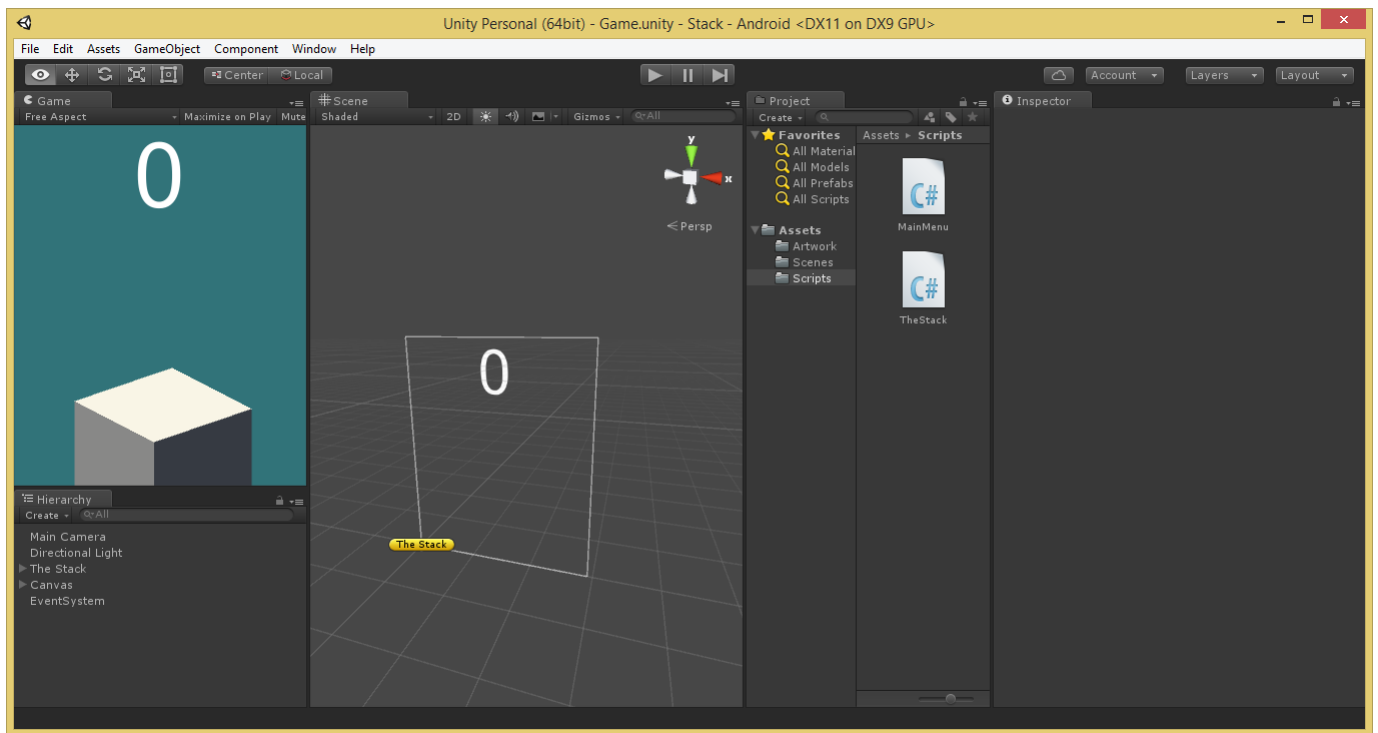 Unity Personal (64bit) - Game.unity - Stack - Android <DX11 on DX9 GPU>
File Edit Assets GameObject Component Window Help
Center Local Account Layers Layout
Game
Free Aspect Maximize on Play Mute
0
Hierarchy
Create All
Main Camera
Directional Light
The Stack
Canvas
EventSystem
Scene
Shaded 2D Gizmos All
y
x
Persp
0
The Stack
Project
Create
Favorites
All Material
All Models
All Prefabs
All Scripts
Assets
Artwork
Scenes
Scripts
Assets Scripts
C#
MainMenu
C#
TheStack
Inspector